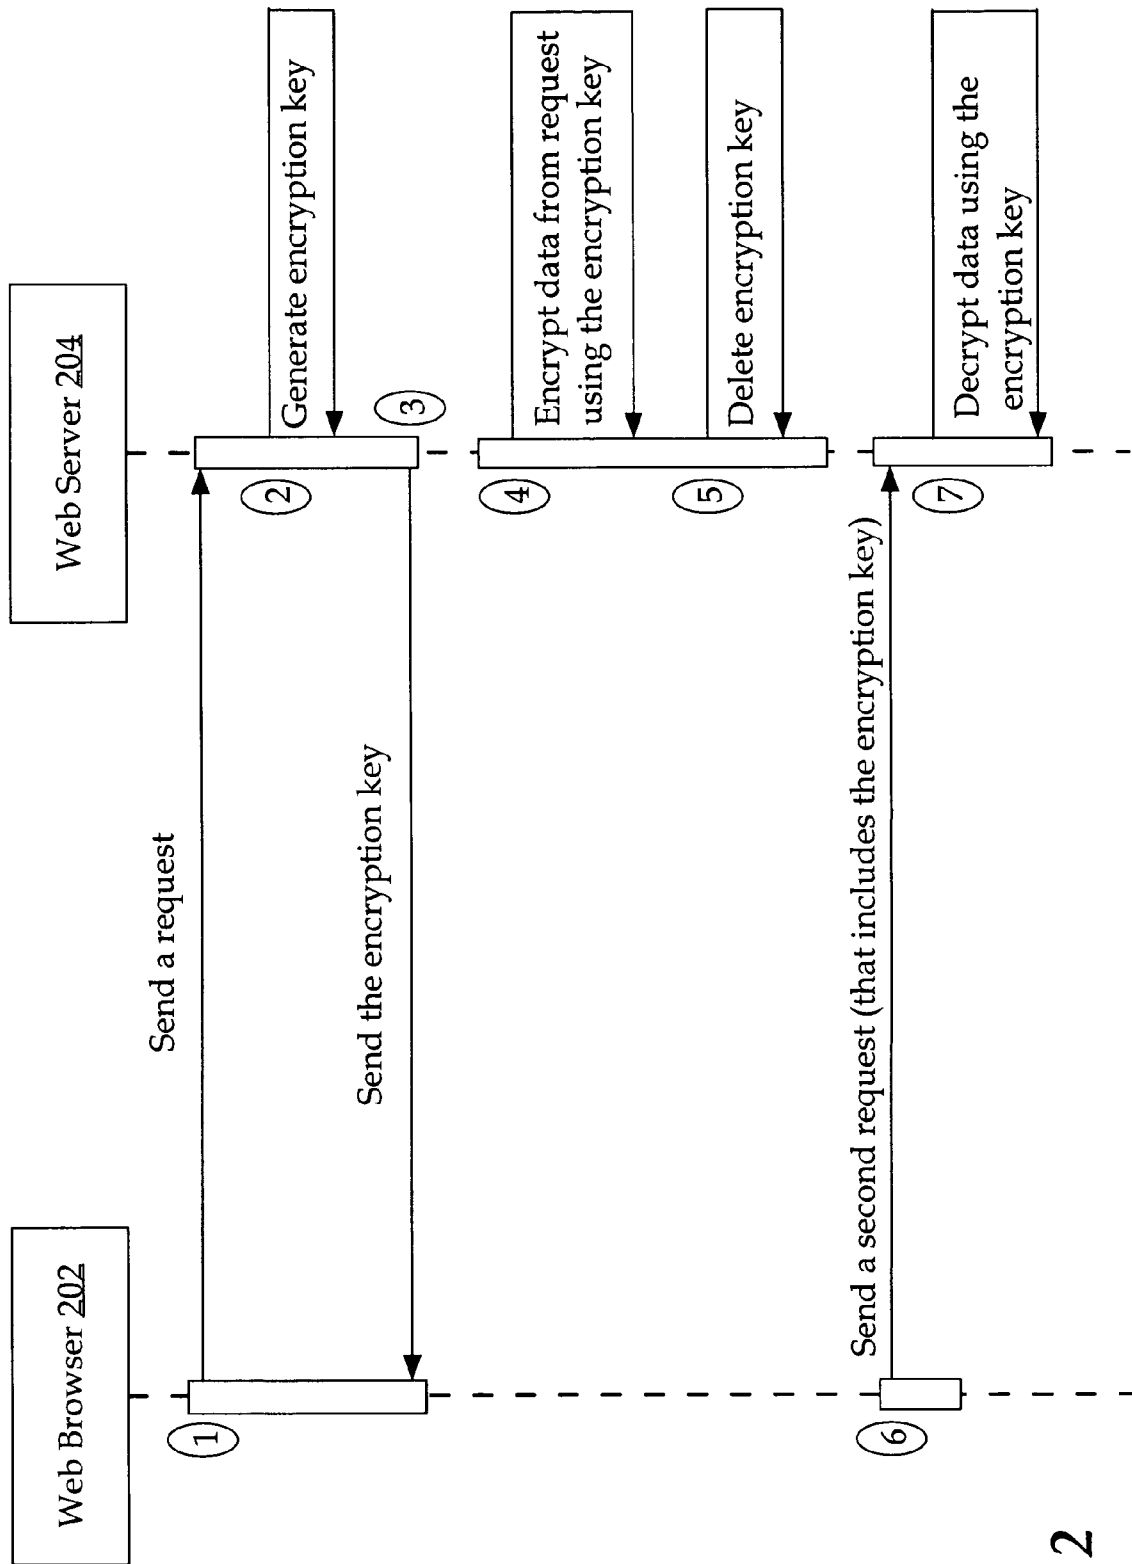 Web Browser 202
Web Server 204
1
Send a request
2
Generate encryption key
3
Send the encryption key
4
Encrypt data from request
using the encryption key
5
Delete encryption key
6
Send a second request (that includes the encryption key)
7
Decrypt data using the
encryption key
2